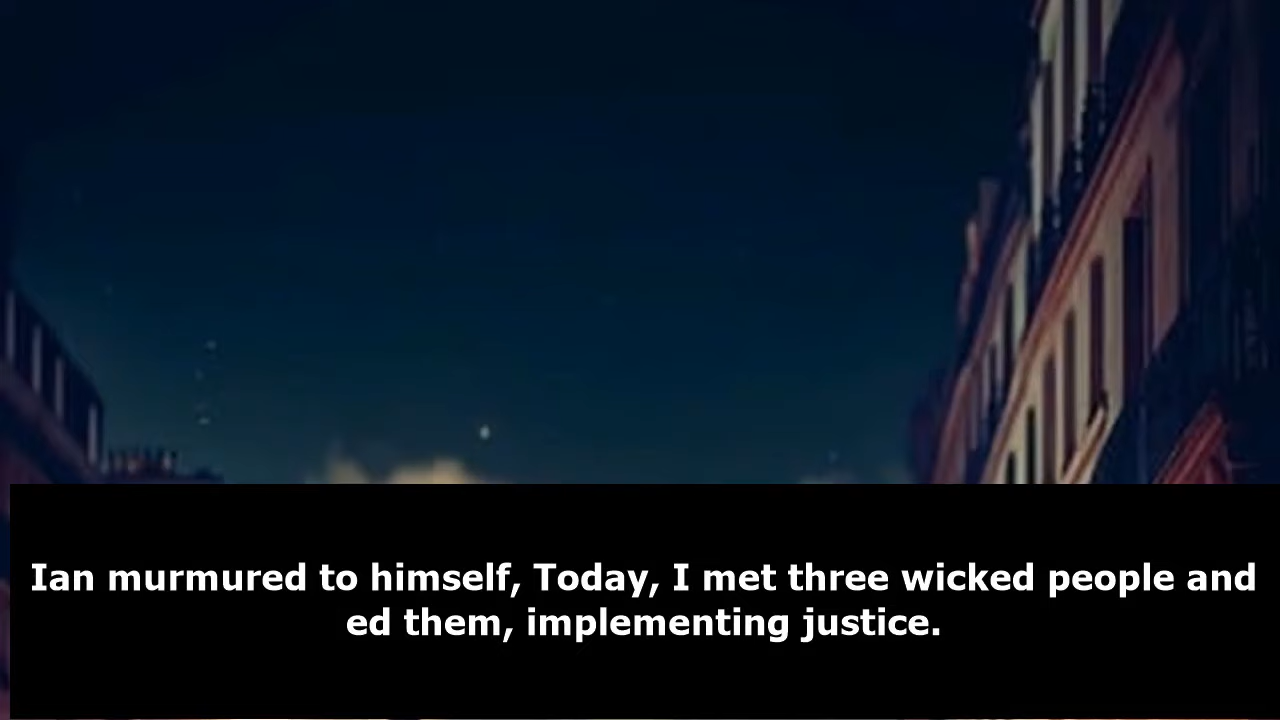 Ian murmured to himself, Today, I met three wicked people and
ed them, implementing justice.